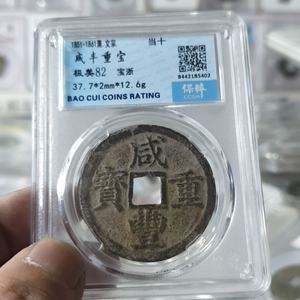 1851-1861年 文宗
当十
咸丰重宝
极美82 宝浙
37.7*2mm*12.6g
BAO CUI COINS RATING
8442185402
保粹
咸豐重寶